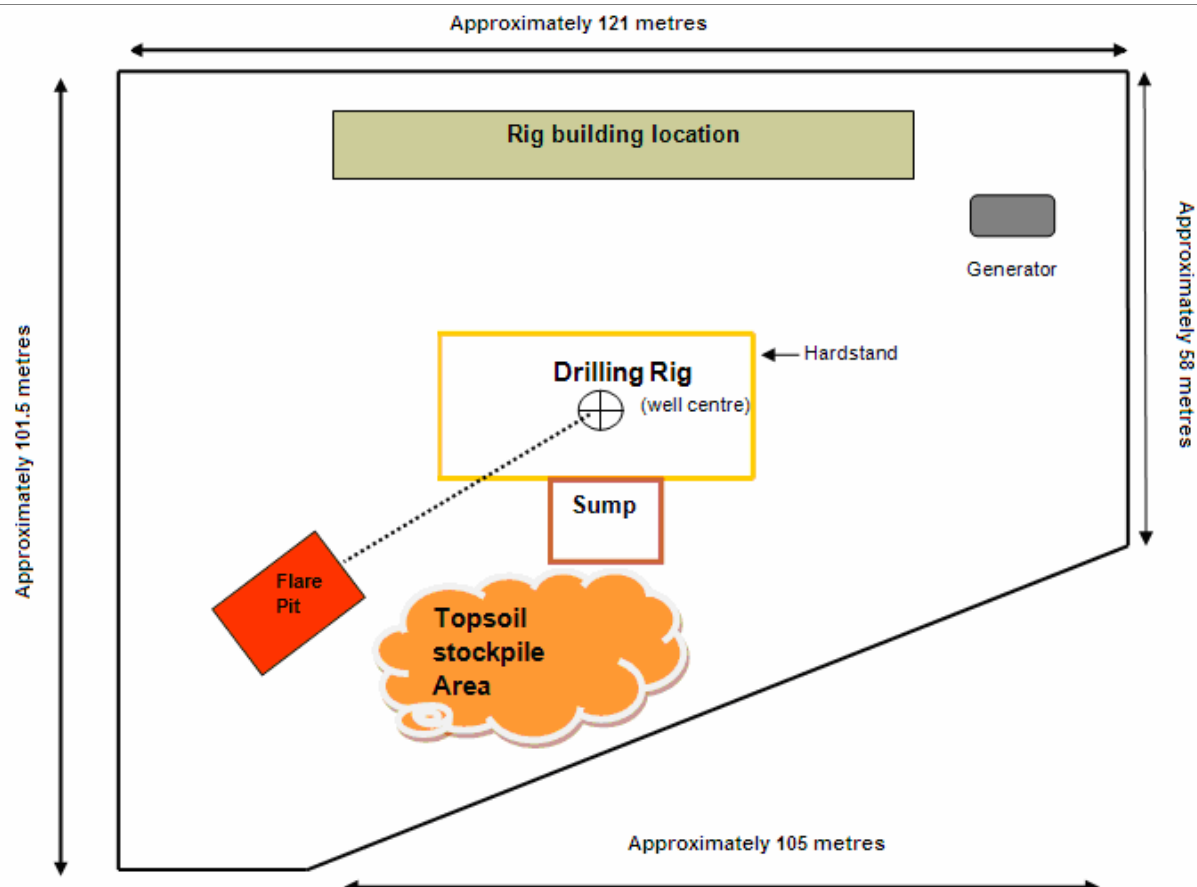 Approximately 121 metres
Rig building location
Approximately 58 metres
Generator
Approximately 101.5 metres
Hardstand
Drilling Rig
(well centre)
Sump
Flare
Pit
Topsoil
stockpile
Area
Approximately 105 metres